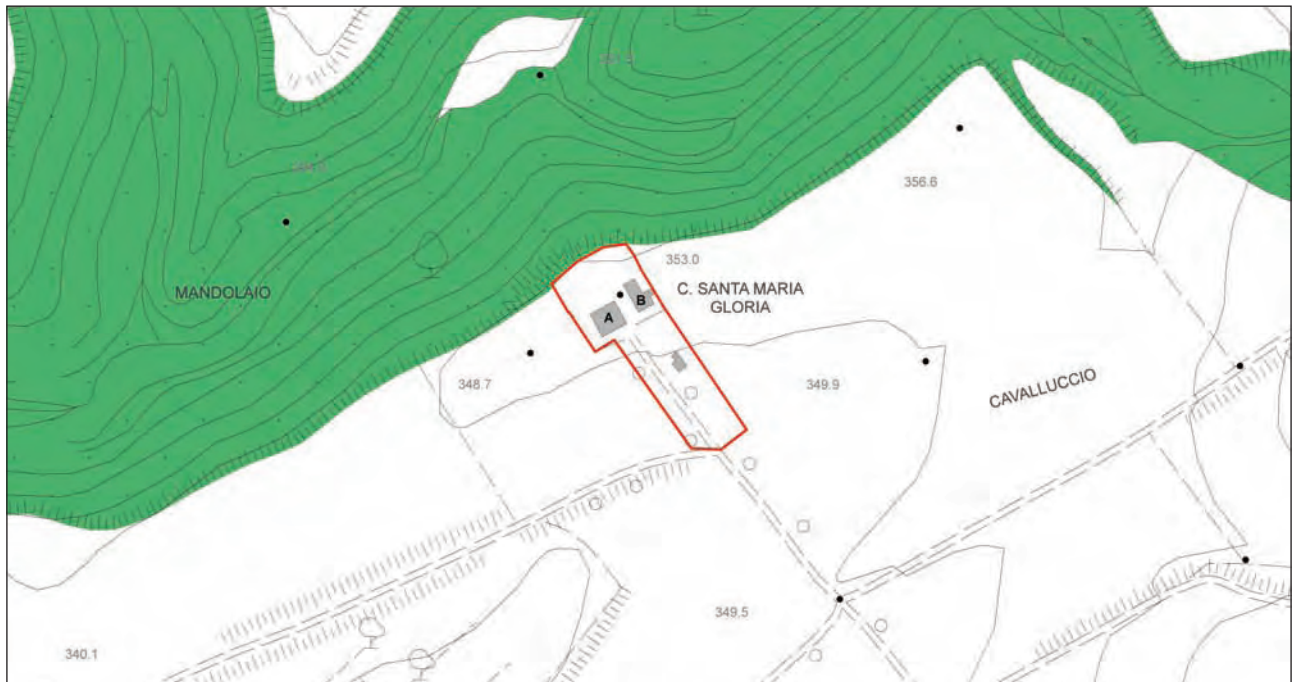 356.6
353.0
MANDOLAIO
C. SANTA MARIA
GLORIA
B
A
348.7
349.9
CAVALLUCCIO
349.5
340.1